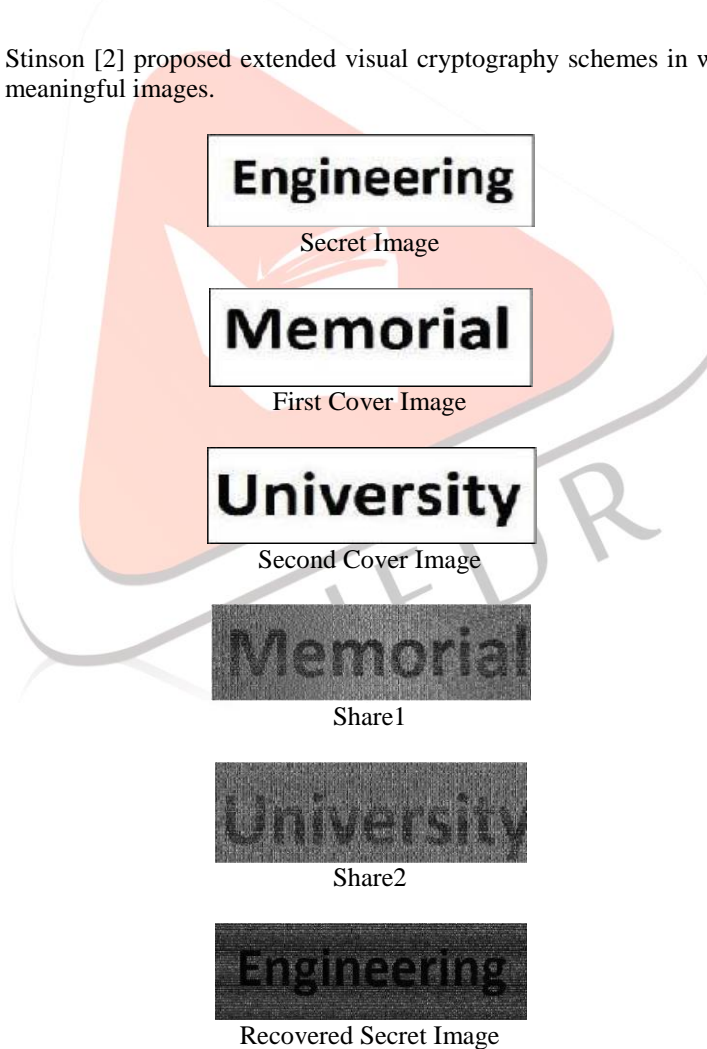 Stinson [2] proposed extended visual cryptography schemes in
meaningful images.
Engineering
Secret Image
Memorial
First Cover Image
University
Second Cover Image
JEDR
Memorial
Share1
University
Share2
Engineering
Recovered Secret Image